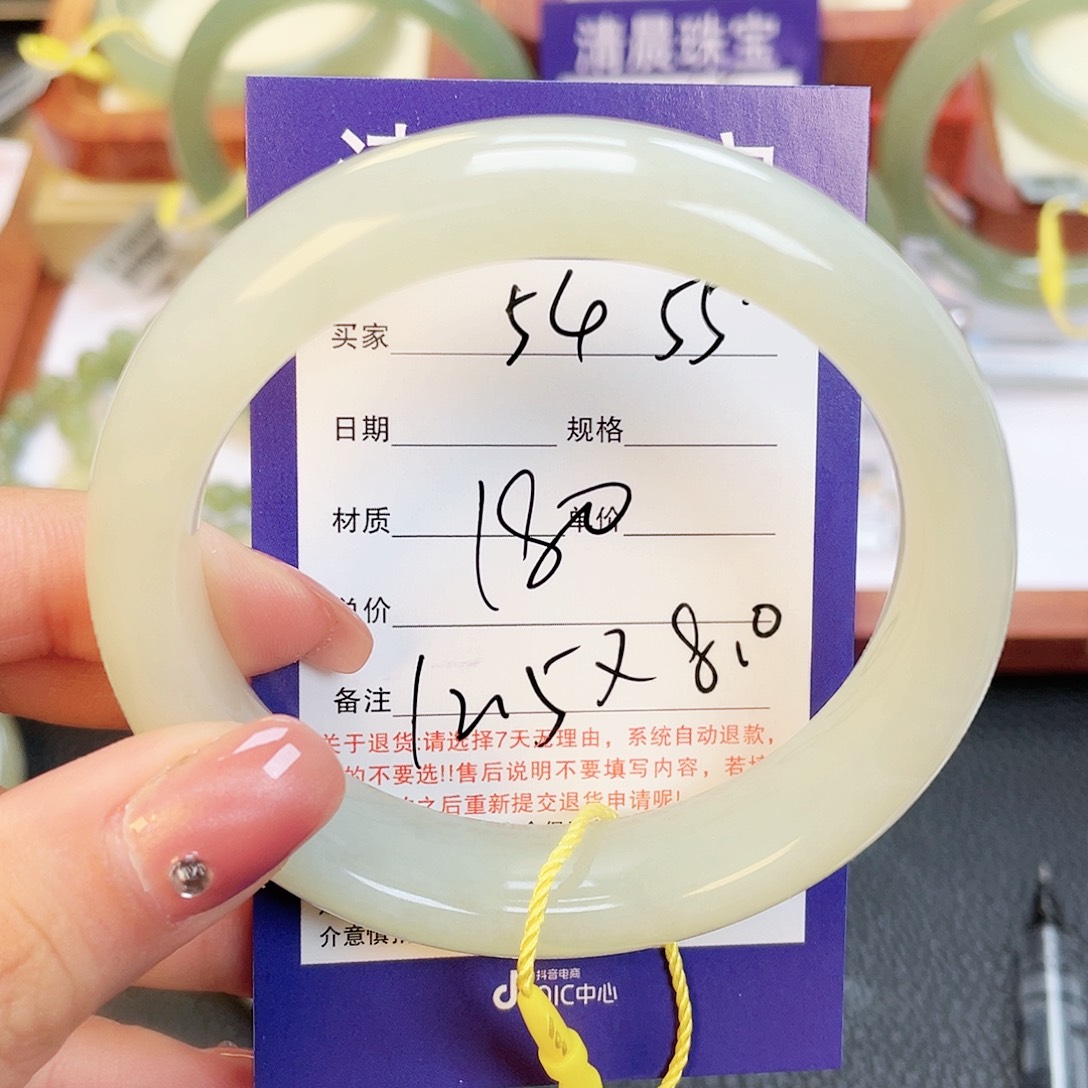 清晨珠宝
54 55
买家
日期 规格
180
材质 单价
单价
备注 12.5X8.0
关于退货:请选择7天无理由，系统自动退款，
的不要选!!售后说明不要填写内容，若
之后重新提交退货申请呢!
介意慎
抖音电商
QIC中心